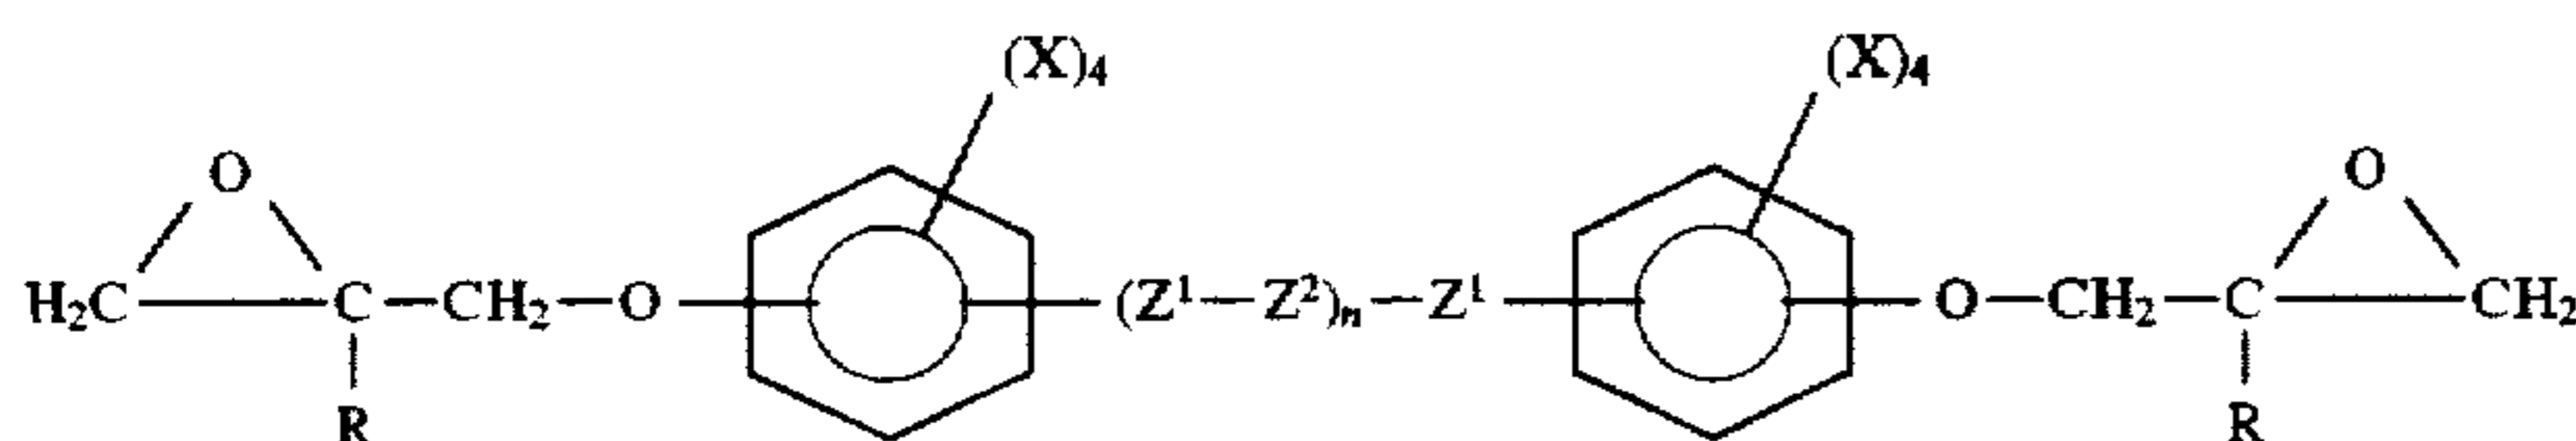 (X)₄ (X)₄
O O
H₂C C—CH₂—O (Z¹—Z²)ₙ—Z¹ O—CH₂—C CH₂
R R